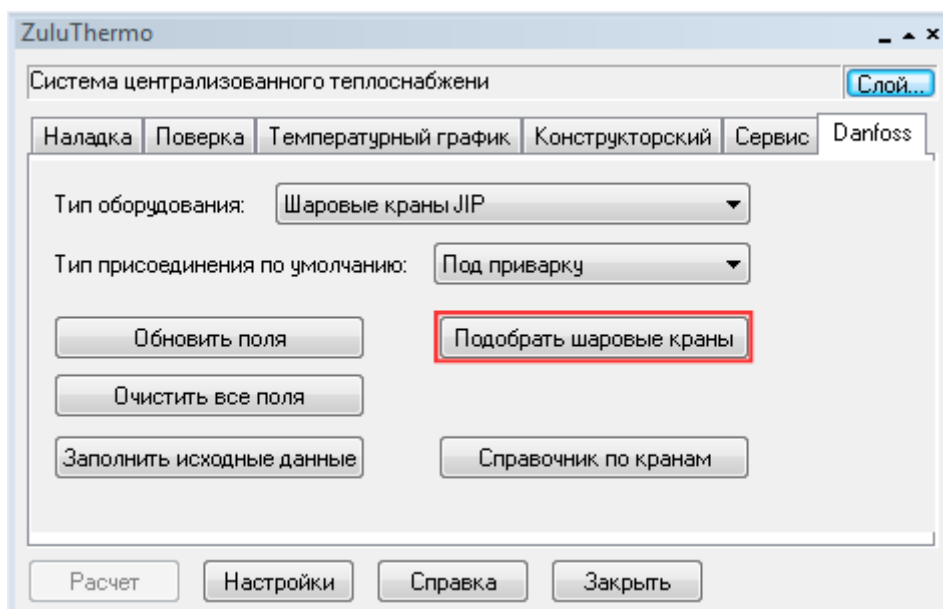 ZuluThermo
Система централизованного теплоснабжени
Слой...
Наладка Поверка Температурный график Конструкторский Сервис Danfoss
Тип оборудования: Шаровые краны JIP
Тип присоединения по умолчанию: Под приварку
Обновить поля Подобрать шаровые краны
Очистить все поля
Заполнить исходные данные Справочник по кранам
Расчет Настройки Справка Закрыть